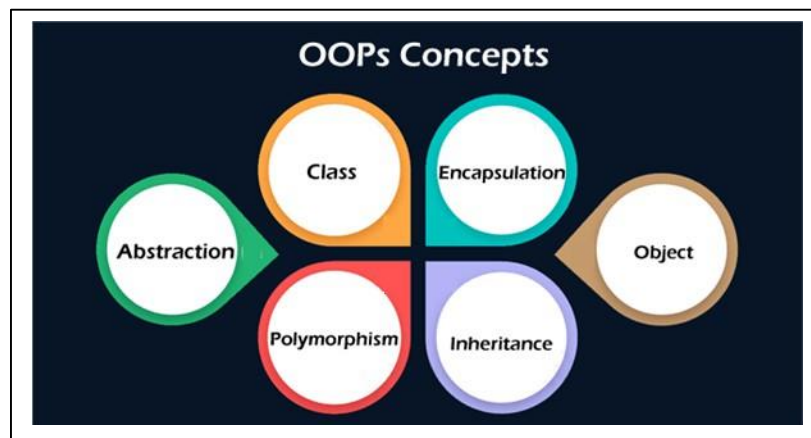 OOPs Concepts
Class
Encapsulation
Abstraction
Object
Polymorphism
Inheritance